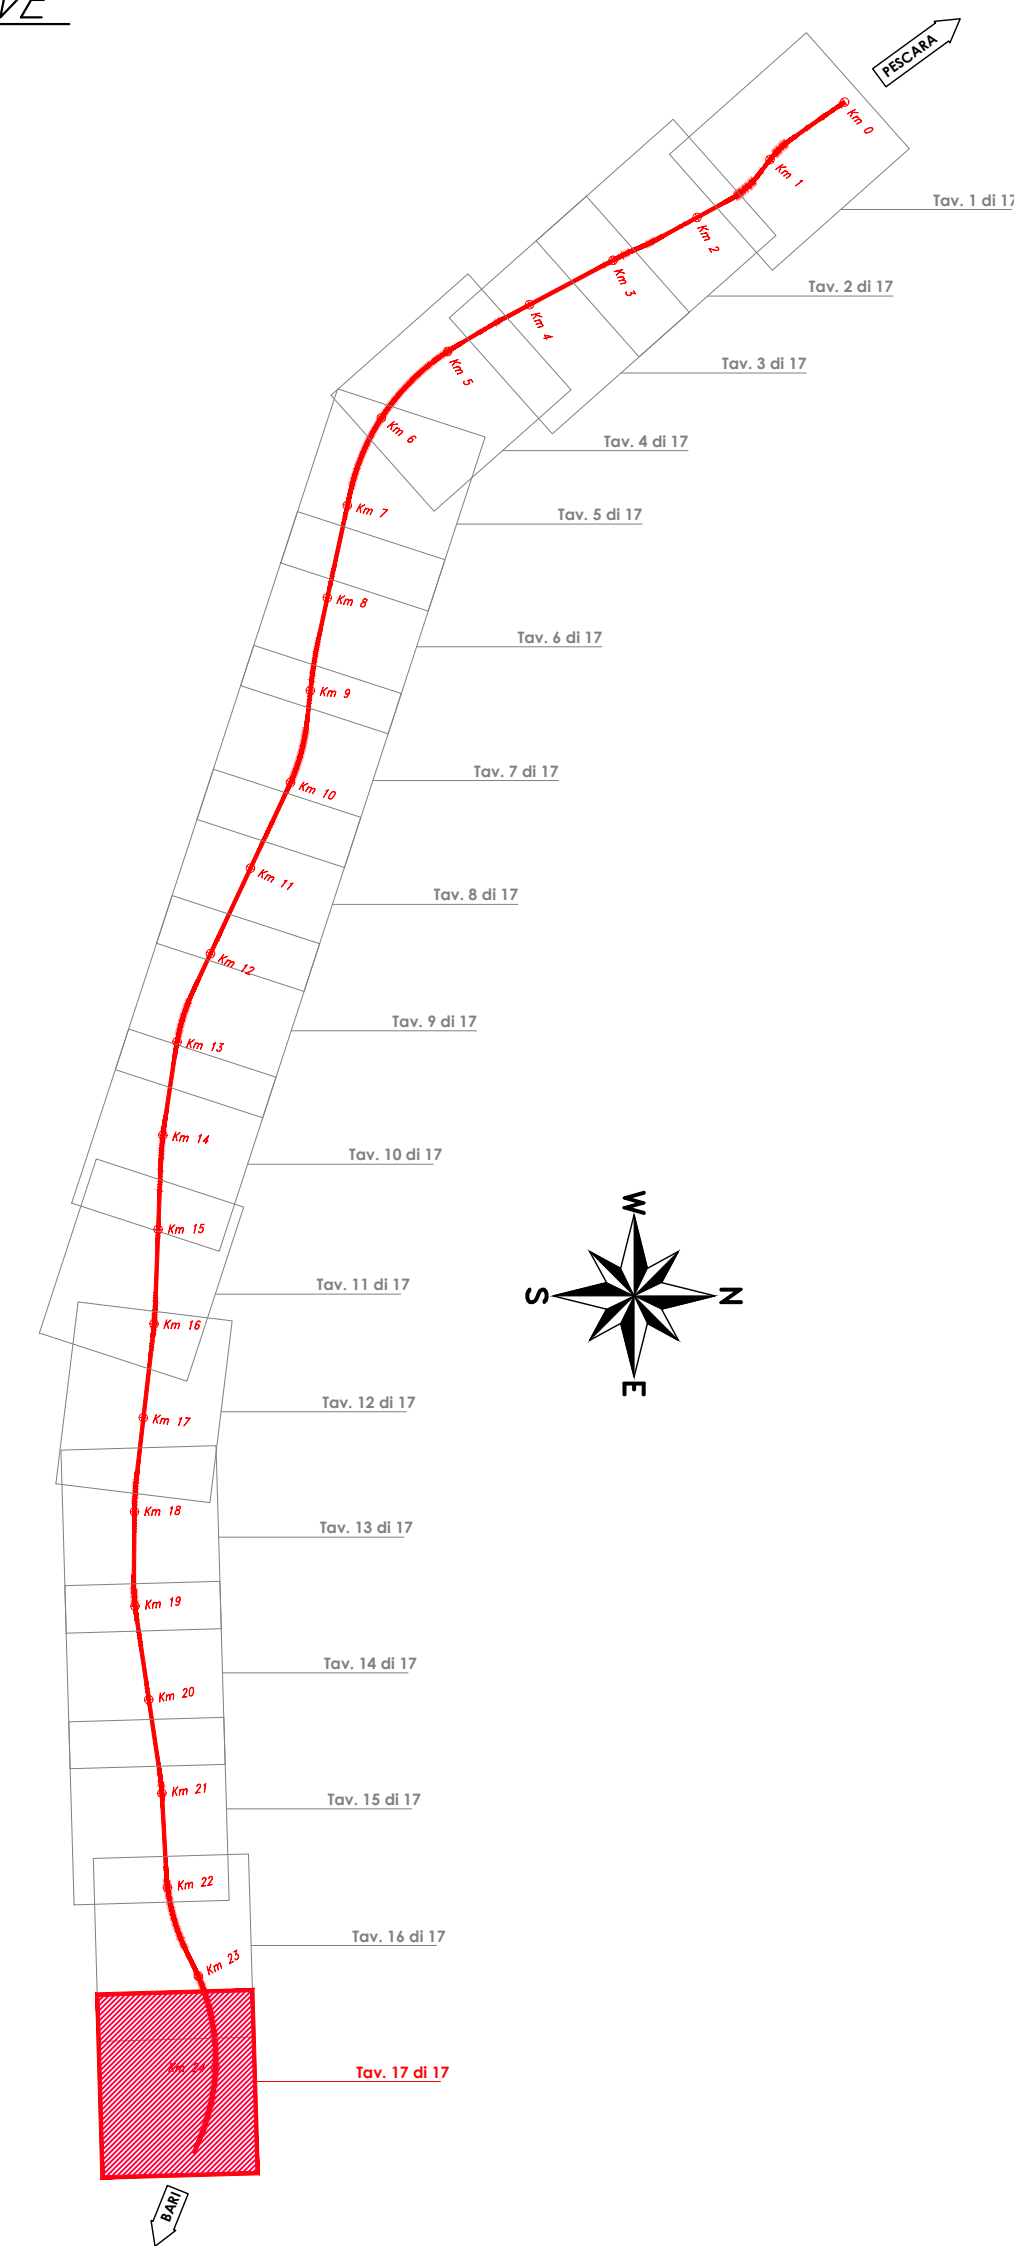 PESCARA
Km 0
Km 1
Tav. 1 di 17
Km 2
Km 3
Tav. 2 di 17
Km 4
Km 5
Tav. 3 di 17
Km 6
Tav. 4 di 17
Km 7
Tav. 5 di 17
Km 8
Tav. 6 di 17
Km 9
Tav. 7 di 17
Km 10
Km 11
Tav. 8 di 17
Km 12
Tav. 9 di 17
Km 13
Km 14
Tav. 10 di 17
W
Km 15
Tav. 11 di 17
S
N
Km 16
E
Tav. 12 di 17
Km 17
Km 18
Tav. 13 di 17
Km 19
Tav. 14 di 17
Km 20
Km 21
Tav. 15 di 17
Km 22
Tav. 16 di 17
Km 23
Km 24
Tav. 17 di 17
BARI